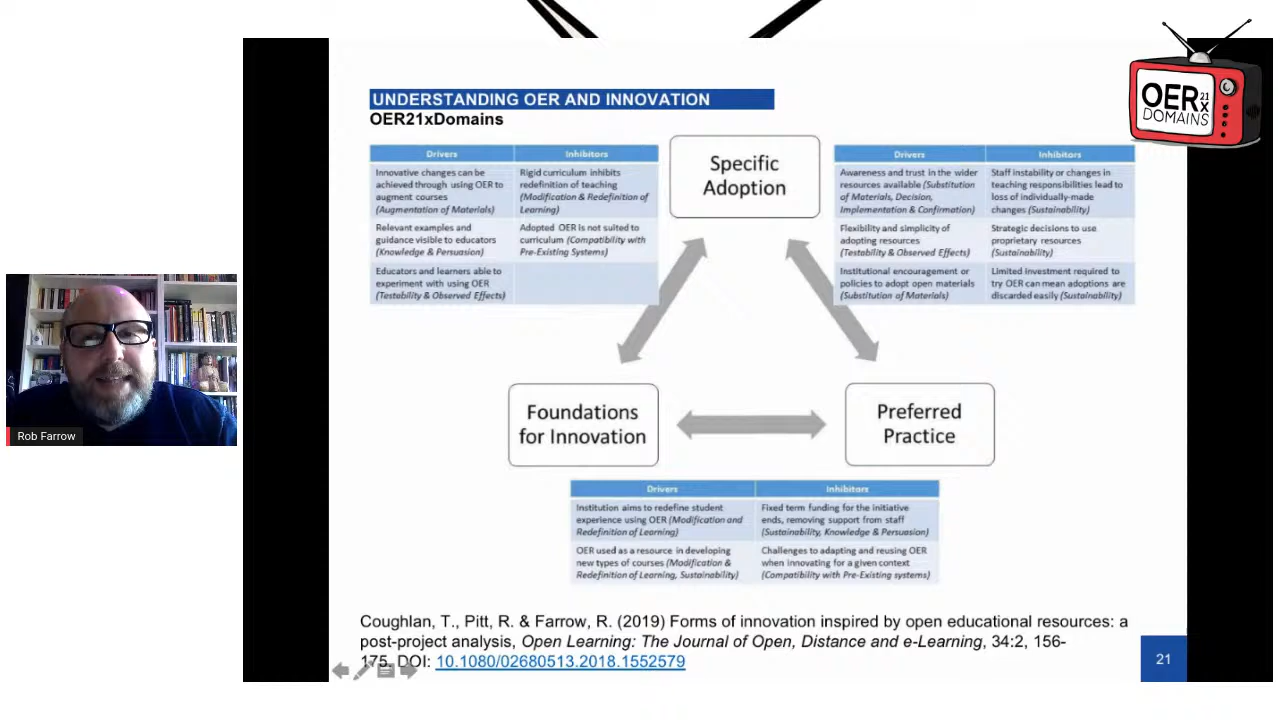 UNDERSTANDING OER AND INNOVATION
OER21xDomains
OER
21
x
DOMAINS
Drivers
Inhibitors
Innovative changes can be
achieved through using OER to
augment courses
(Augmentation of Materials)
Rigid curriculum inhibits
redefinition of teaching
(Modification & Redefinition of
Learning)
Relevant examples and
guidance visible to educators
(Knowledge & Persuasion)
Adopted OER is not suited to
curriculum (Compatibility with
Pre-Existing Systems)
Educators and learners able to
experiment with using OER
(Testability & Observed Effects)
Specific
Adoption
Drivers
Inhibitors
Awareness and trust in the wider
resources available (Substitution
of Materials, Decision,
Implementation & Confirmation)
Staff instability or changes in
teaching responsibilities lead to
loss of individually-made
changes (Sustainability)
Flexibility and simplicity of
adopting resources
(Testability & Observed Effects)
Strategic decisions to use
proprietary resources
(Sustainability)
Institutional encouragement or
policies to adopt open materials
(Substitution of Materials)
Limited investment required to
try OER can mean adoptions are
discarded easily (Sustainability)
Foundations
for Innovation
Preferred
Practice
Drivers
Inhibitors
Institution aims to redefine student
experience using OER (Modification and
Redefinition of Learning)
Fixed term funding for the initiative
ends, removing support from staff
(Sustainability, Knowledge & Persuasion)
OER used as a resource in developing
new types of courses (Modification &
Redefinition of Learning, Sustainability)
Challenges to adapting and reusing OER
when innovating for a given context
(Compatibility with Pre-Existing systems)
Rob Farrow
Coughlan, T., Pitt, R. & Farrow, R. (2019) Forms of innovation inspired by open educational resources: a
post-project analysis, Open Learning: The Journal of Open, Distance and e-Learning, 34:2, 156-
175, DOI: 10.1080/02680513.2018.1552579
21